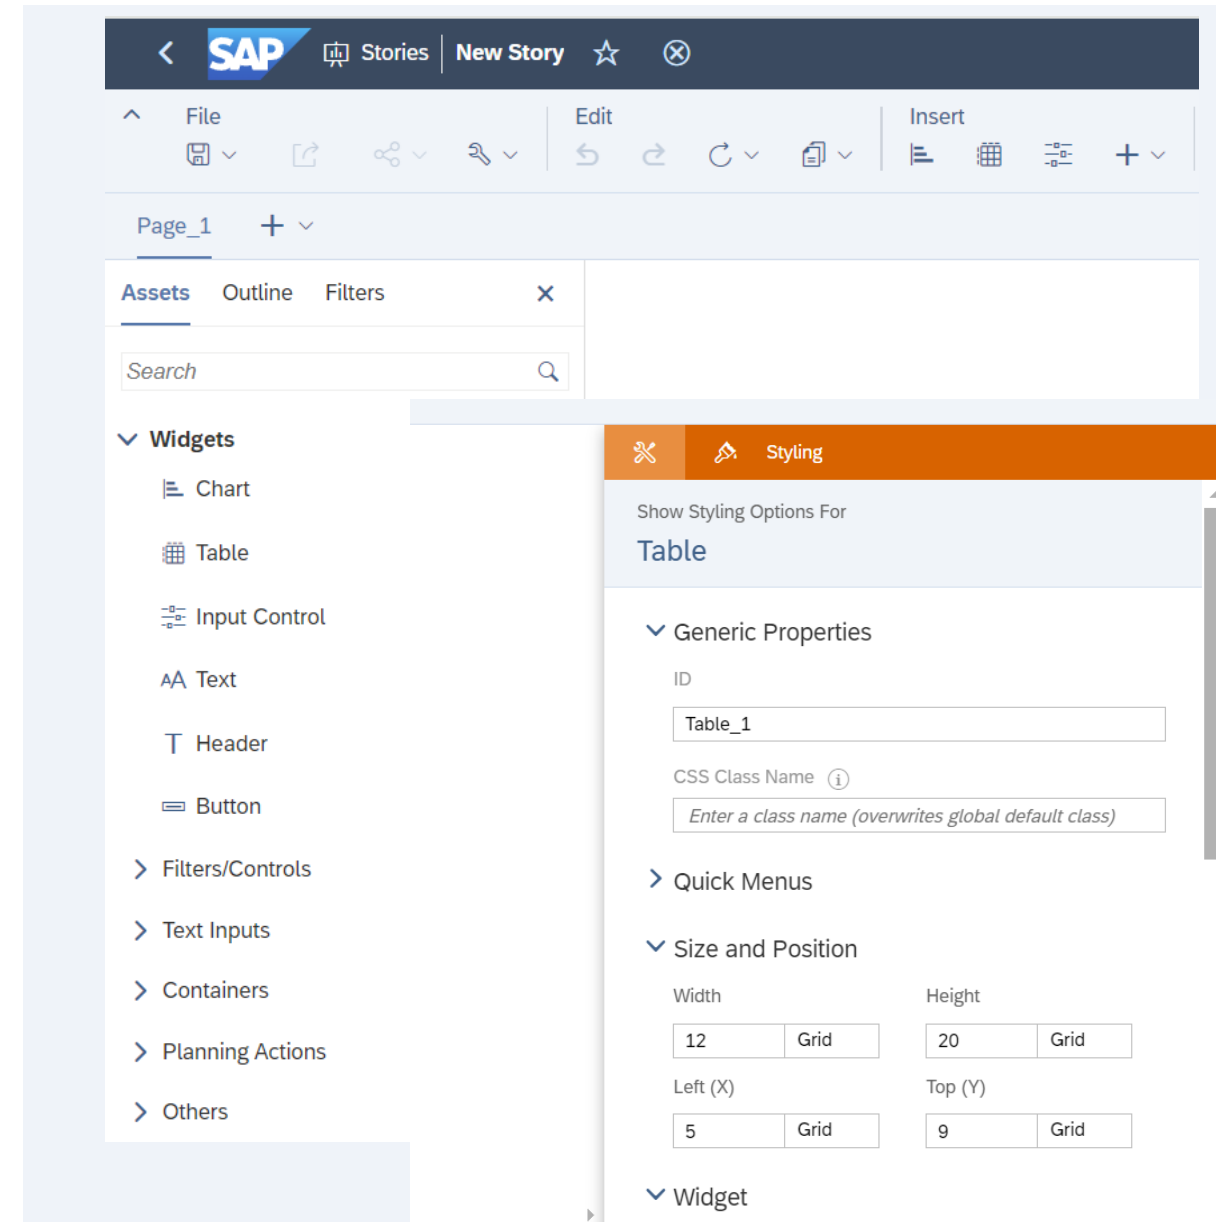 SAP Stories New Story
File Edit Insert
Page_1
Assets Outline Filters
Search
Widgets
Chart
Table
Input Control
AA Text
T Header
Button
Filters/Controls
Text Inputs
Containers
Planning Actions
Others
Styling
Show Styling Options For
Table
Generic Properties
ID
Table_1
CSS Class Name
Enter a class name (overwrites global default class)
Quick Menus
Size and Position
Width Height
12 Grid 20 Grid
Left (X) Top (Y)
5 Grid 9 Grid
Widget